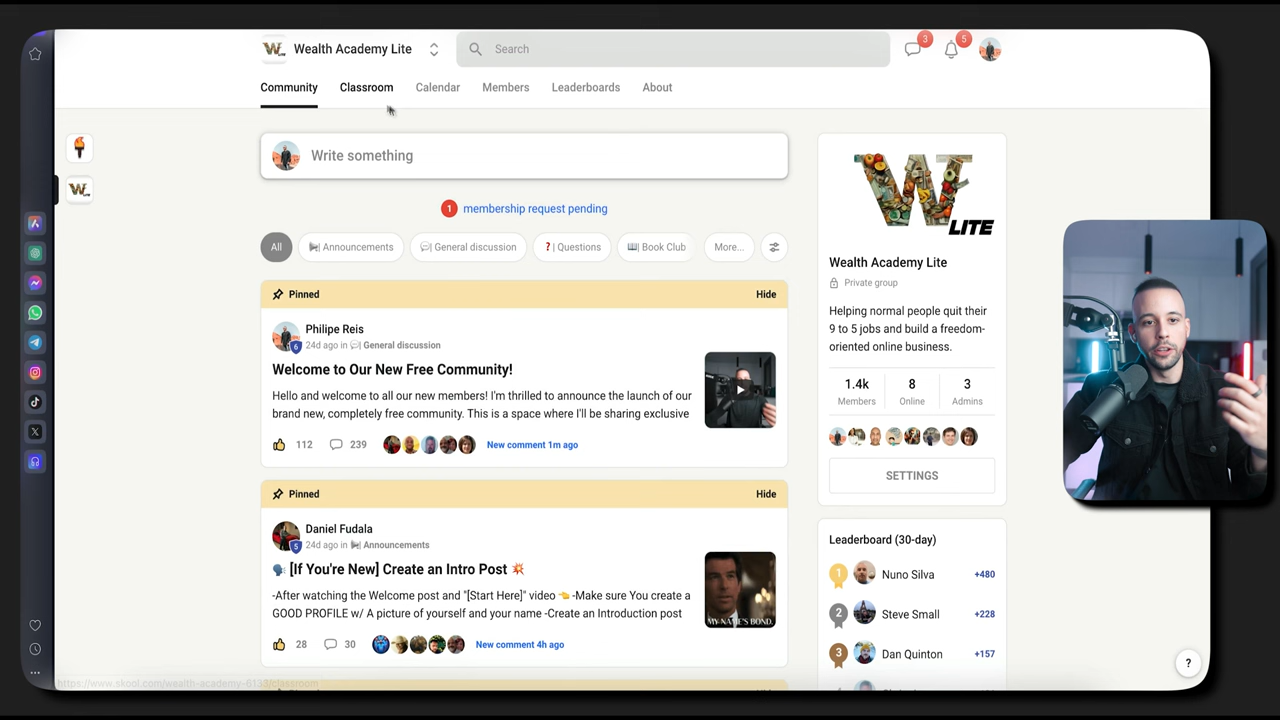 Wealth Academy Lite
Search
3
5
Community
Classroom
Calendar
Members
Leaderboards
About
Write something
1
membership request pending
All
Announcements
General discussion
Questions
Book Club
More...
Pinned
Hide
Philipe Reis
6
24d ago in General discussion
Welcome to Our New Free Community!
Hello and welcome to all our new members! I'm thrilled to announce the launch of our
brand new, completely free community. This is a space where I'll be sharing exclusive
112
239
New comment 1m ago
Pinned
Hide
Daniel Fudala
5
24d ago in Announcements
[If You're New] Create an Intro Post
-After watching the Welcome post and "[Start Here]" video -Make sure You create a
GOOD PROFILE w/ A picture of yourself and your name -Create an Introduction post
MY NAME'S BOND.
28
30
New comment 4h ago
W
LITE
Wealth Academy Lite
Private group
Helping normal people quit their
9 to 5 jobs and build a freedom-
oriented online business.
1.4k
Members
8
Online
3
Admins
SETTINGS
Leaderboard (30-day)
1
Nuno Silva
+480
2
Steve Small
+228
3
Dan Quinton
+157
?